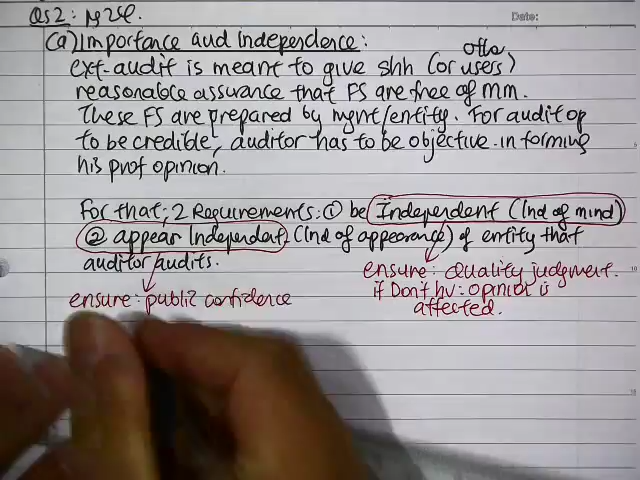 Qs2: pg 24.
Date:
(a) Importance and Independence:
ext-audit is meant to give shh (or other users)
reasonable assurance that FS are free of mm.
These FS are prepared by mgnt/entity. For audit op
to be credible, auditor has to be objective in forming
his prof opinion.
For that, 2 Requirements: ① be Independent (Ind of mind)
② appear Independent (Ind of appearance) of entity that
auditor audits.
ensure: quality judgment.
if Don't hv: opinion is
affected.
ensure: public confidence